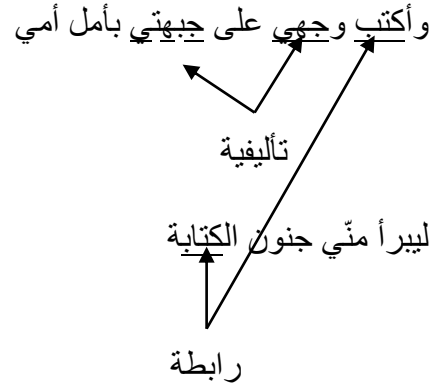 وأكتب وجهي على جبهتي بأمل أمي
تأليفية
ليبرأ منّي جنون الكتابة
رابطة